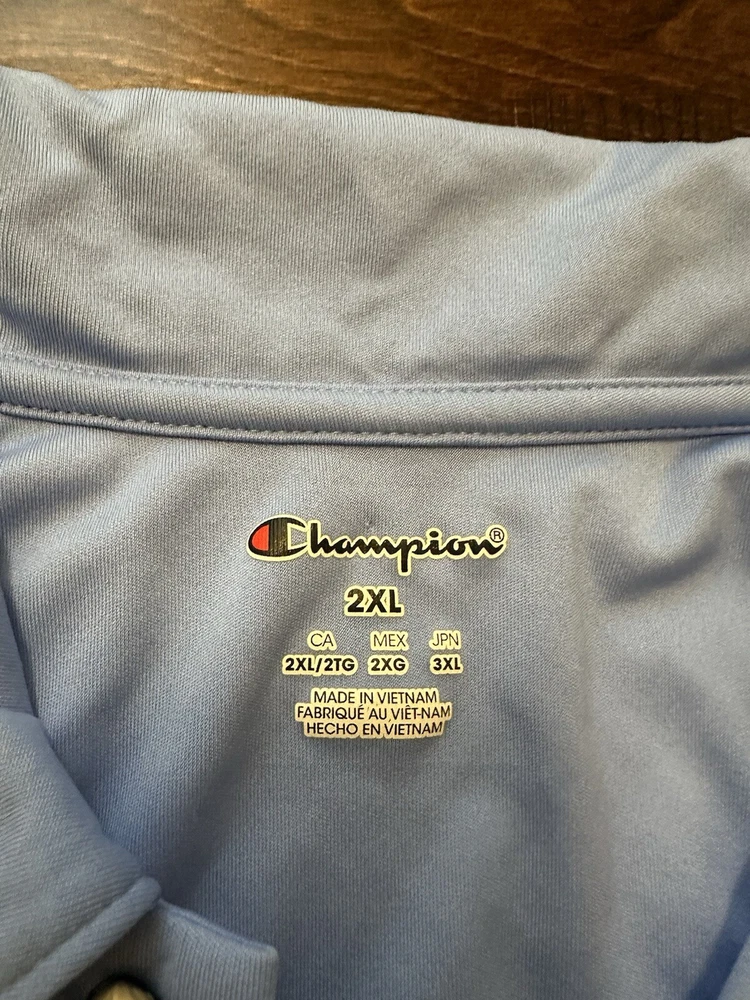 Champion®
2XL
CA MEX JPN
2XL/2TG 2XG 3XL
MADE IN VIETNAM
FABRIQUÉ AU VIÊT-NAM
HECHO EN VIETNAM